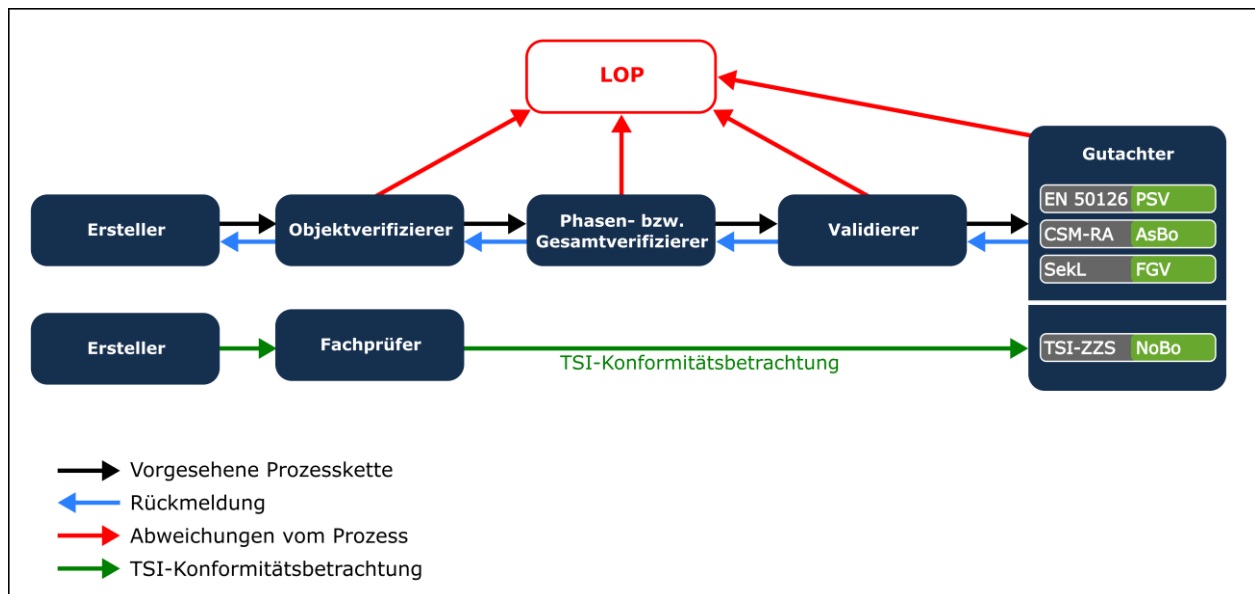 LOP
Gutachter
EN 50126 PSV
CSM-RA AsBo
SekL FGV
Ersteller
Objektverifizierer
Phasen- bzw.
Gesamtverifizierer
Validierer
Ersteller
Fachprüfer
TSI-Konformitätsbetrachtung
TSI-ZZS NoBo
Vorgesehene Prozesskette
Rückmeldung
Abweichungen vom Prozess
TSI-Konformitätsbetrachtung